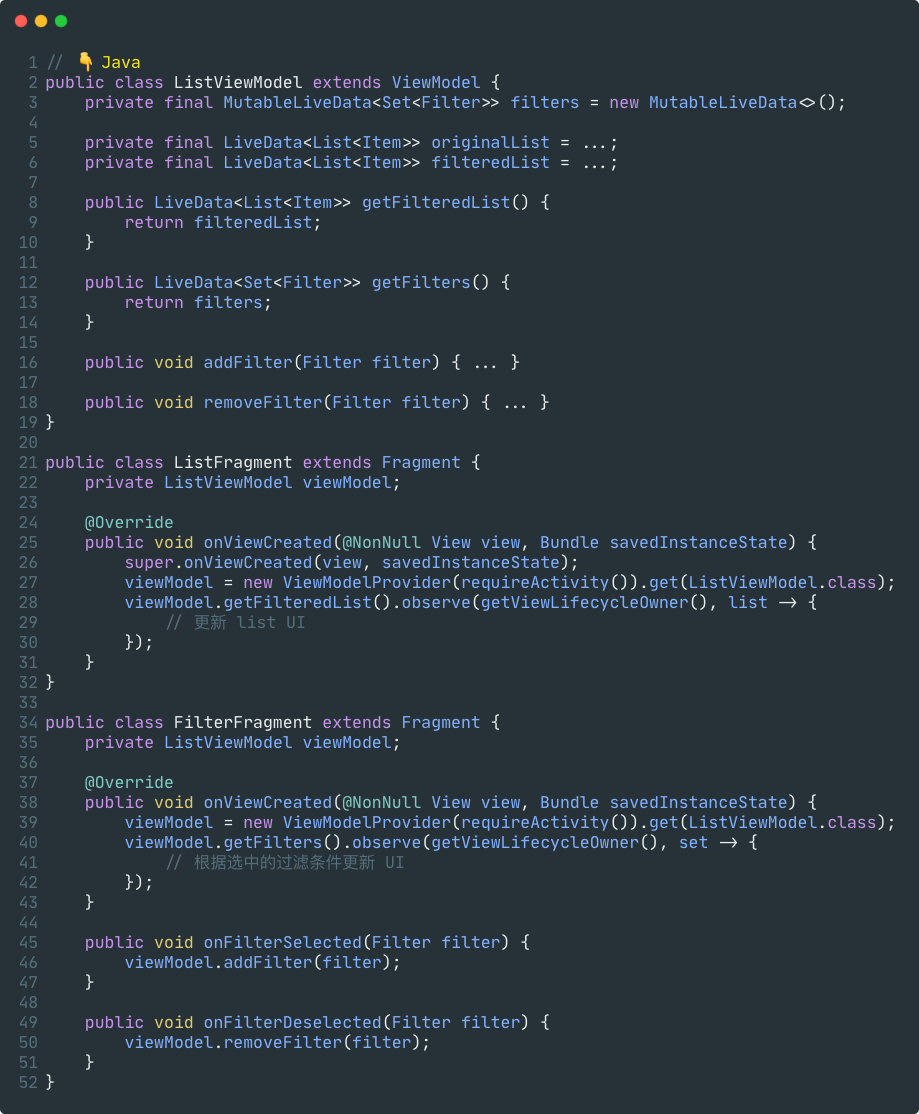 1 // 👇 Java
2 public class ListViewModel extends ViewModel {
3     private final MutableLiveData<Set<Filter>> filters = new MutableLiveData<>();
4
5     private final LiveData<List<Item>> originalList = ...;
6     private final LiveData<List<Item>> filteredList = ...;
7
8     public LiveData<List<Item>> getFilteredList() {
9         return filteredList;
10     }
11
12     public LiveData<Set<Filter>> getFilters() {
13         return filters;
14     }
15
16     public void addFilter(Filter filter) { ... }
17
18     public void removeFilter(Filter filter) { ... }
19 }
20
21 public class ListFragment extends Fragment {
22     private ListViewModel viewModel;
23
24     @Override
25     public void onViewCreated(@NonNull View view, Bundle savedInstanceState) {
26         super.onViewCreated(view, savedInstanceState);
27         viewModel = new ViewModelProvider(requireActivity()).get(ListViewModel.class);
28         viewModel.getFilteredList().observe(getViewLifecycleOwner(), list -> {
29             // 更新 list UI
30         });
31     }
32 }
33
34 public class FilterFragment extends Fragment {
35     private ListViewModel viewModel;
36
37     @Override
38     public void onViewCreated(@NonNull View view, Bundle savedInstanceState) {
39         viewModel = new ViewModelProvider(requireActivity()).get(ListViewModel.class);
40         viewModel.getFilters().observe(getViewLifecycleOwner(), set -> {
41             // 根据选中的过滤条件更新 UI
42         });
43     }
44
45     public void onFilterSelected(Filter filter) {
46         viewModel.addFilter(filter);
47     }
48
49     public void onFilterDeselected(Filter filter) {
50         viewModel.removeFilter(filter);
51     }
52 }